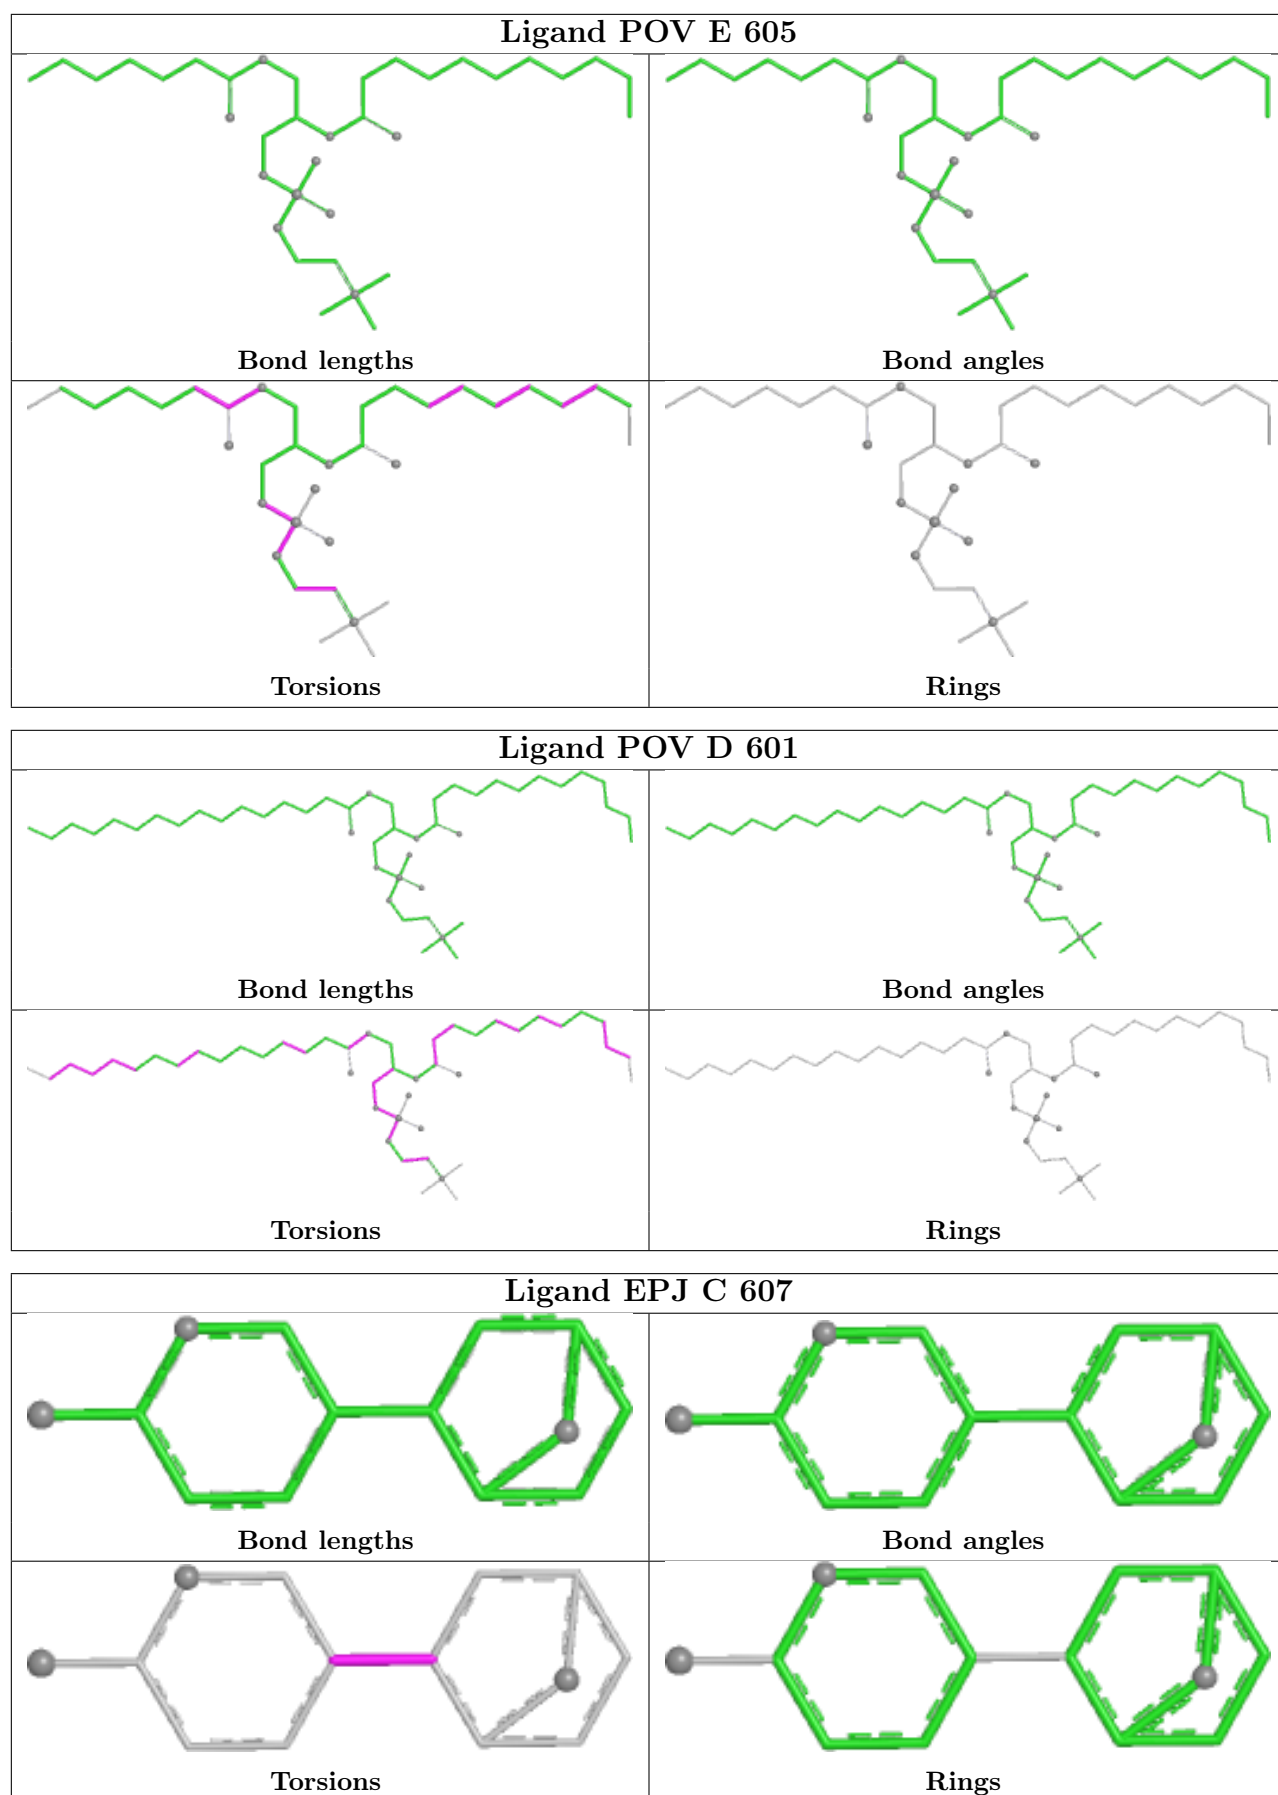 Ligand POV E 605
Bond lengths
Bond angles
Torsions
Rings
Ligand POV D 601
Bond lengths
Bond angles
Torsions
Rings
Ligand EPJ C 607
Bond lengths
Bond angles
Torsions
Rings